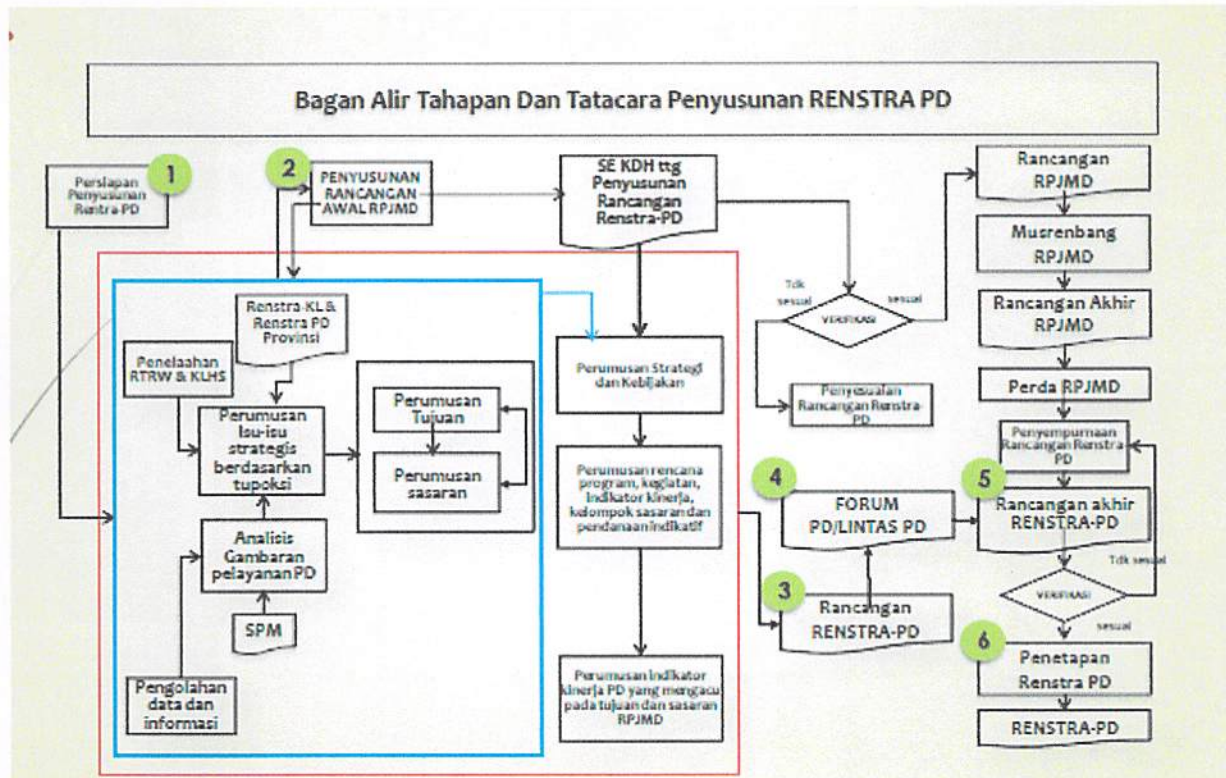 Bagan Alir Tahapan Dan Tatacara Penyusunan RENSTRA PD
1
Persiapan
Penyusunan
Rentra-PD
2
PENYUSUNAN
RANCANGAN
AWAL RPJMD
SE KDH ttg
Penyusunan
Rancangan
Renstra-PD
Rancangan
RPJMD
Musrenbang
RPJMD
Rancangan Akhir
RPJMD
Perda RPJMD
Penyempurnaan
Rancangan Renstra
PD
Tdk
sesuai
sesuai
VERIFIKASI
Penyesuaian
Rancangan Renstra-
PD
Renstra-KL &
Renstra PD
Provinsi
Penelaahan
RTRW & KLHS
Perumusan
Isu-isu
strategis
berdasarkan
tupoksi
Perumusan
Tujuan
Perumusan
sasaran
Analisis
Gambaran
pelayanan PD
SPM
Pengolahan
data dan
informasi
Perumusan Strategi
dan Kebijakan
Perumusan rencana
program, kegiatan,
indikator kinerja,
kelompok sasaran dan
pendanaan indikatif
Perumusan indikator
kinerja PD yang mengacu
pada tujuan dan sasaran
RPJMD
3
Rancangan
RENSTRA-PD
4
FORUM
PD/LINTAS PD
5
Rancangan akhir
RENSTRA-PD
Tdk sesuai
VERIFIKASI
sesuai
6
Penetapan
Renstra PD
RENSTRA-PD